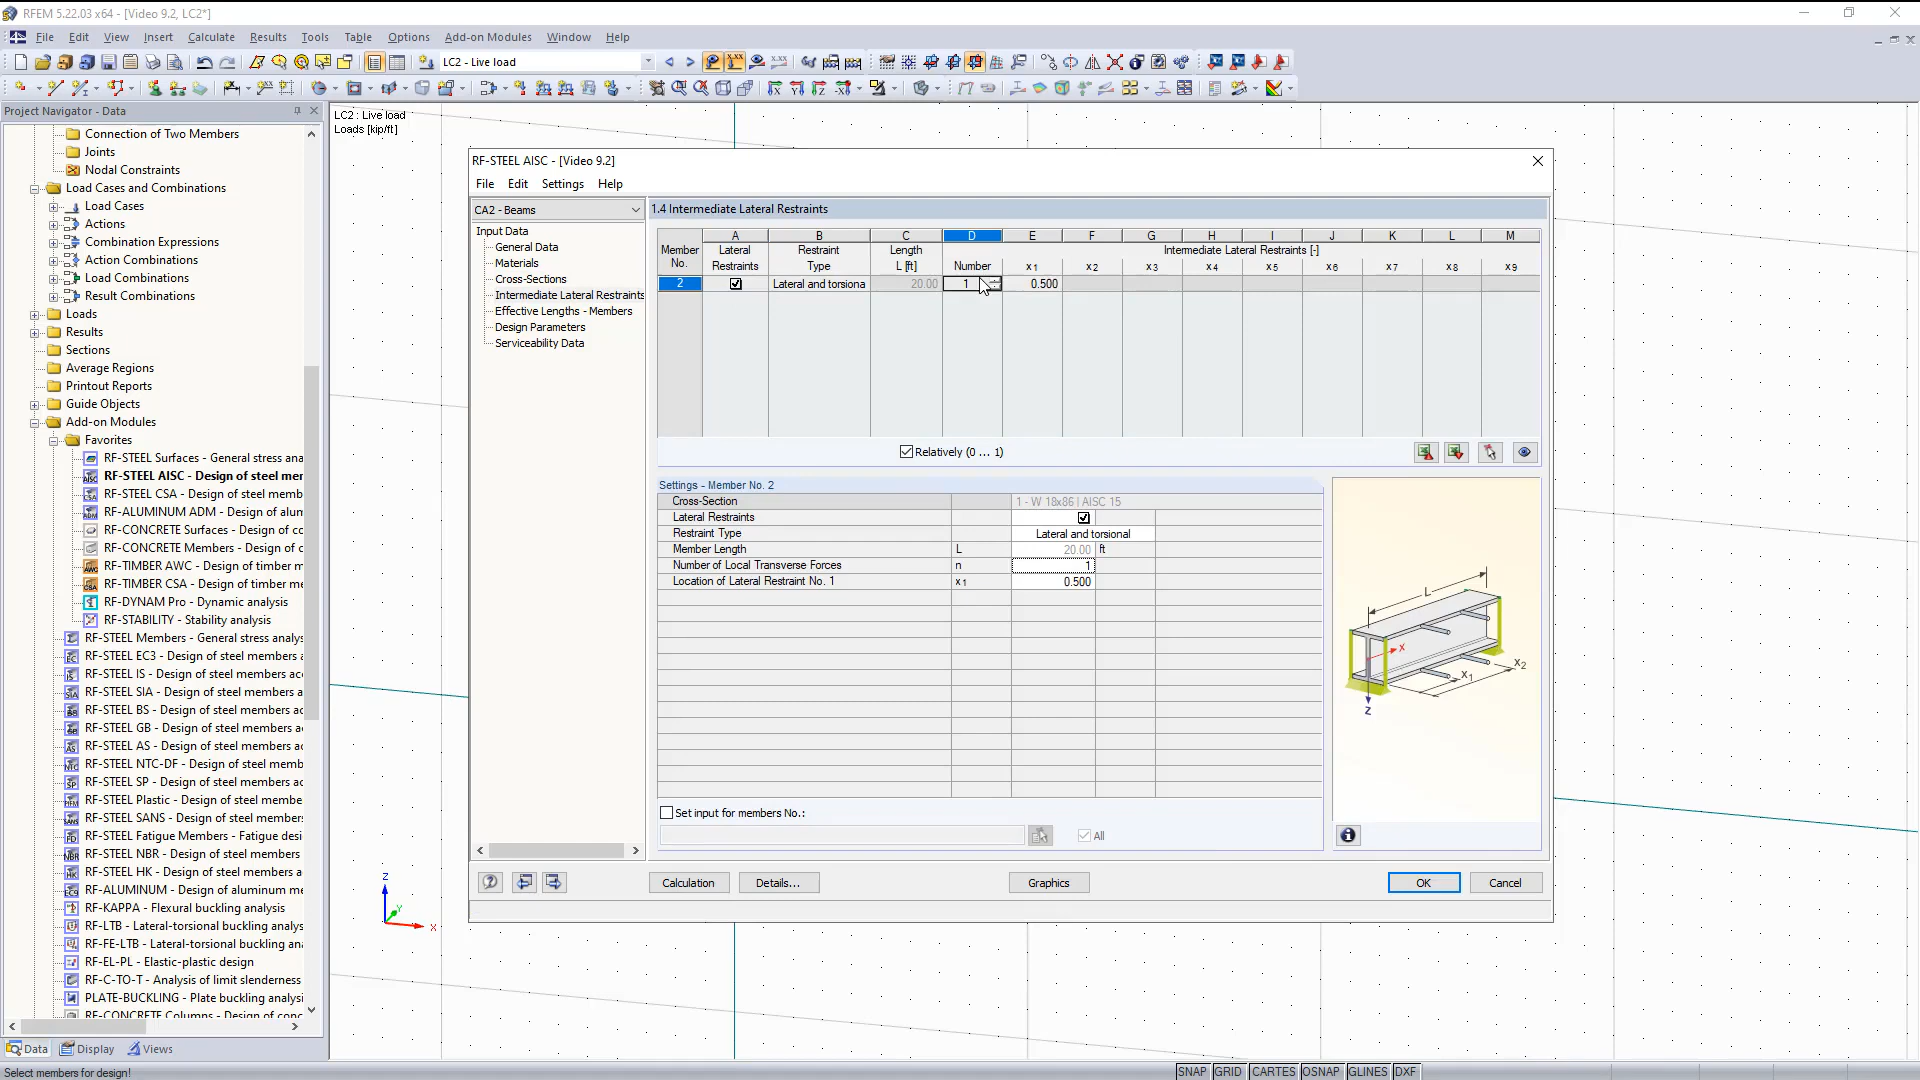 RFEM 5.22.03 x64 - [Video 9.2, LC2*]
File Edit View Insert Calculate Results Tools Table Options Add-on Modules Window Help
LC2 - Live load
Project Navigator - Data
Connection of Two Members
Joints
Nodal Constraints
Load Cases and Combinations
Load Cases
Actions
Combination Expressions
Action Combinations
Load Combinations
Result Combinations
Loads
Results
Sections
Average Regions
Printout Reports
Guide Objects
Add-on Modules
Favorites
RF-STEEL Surfaces - General stress ana
RF-STEEL AISC - Design of steel mem
RF-STEEL CSA - Design of steel memb
RF-ALUMINUM ADM - Design of alum
RF-CONCRETE Surfaces - Design of co
RF-CONCRETE Members - Design of c
RF-TIMBER AWC - Design of timber m
RF-TIMBER CSA - Design of timber me
RF-DYNAM Pro - Dynamic analysis
RF-STABILITY - Stability analysis
RF-STEEL Members - General stress analys
RF-STEEL EC3 - Design of steel members a
RF-STEEL IS - Design of steel members acc
RF-STEEL SIA - Design of steel members a
RF-STEEL BS - Design of steel members ac
RF-STEEL GB - Design of steel members ac
RF-STEEL AS - Design of steel members ac
RF-STEEL NTC-DF - Design of steel memb
RF-STEEL SP - Design of steel members ac
RF-STEEL Plastic - Design of steel membe
RF-STEEL SANS - Design of steel member
RF-STEEL Fatigue Members - Fatigue desi
RF-STEEL NBR - Design of steel members
RF-STEEL HK - Design of steel members a
RF-ALUMINUM - Design of aluminum me
RF-KAPPA - Flexural buckling analysis
RF-LTB - Lateral-torsional buckling analys
RF-FE-LTB - Lateral-torsional buckling ana
RF-EL-PL - Elastic-plastic design
RF-C-TO-T - Analysis of limit slenderness
PLATE-BUCKLING - Plate buckling analysi
RF-CONCRETE Columns - Design of conc
Data Display Views
Select members for design!
LC2 : Live load
Loads [kip/ft]
Z
Y
X
RF-STEEL AISC - [Video 9.2]
File Edit Settings Help
CA2 - Beams
Input Data
General Data
Materials
Cross-Sections
Intermediate Lateral Restraints
Effective Lengths - Members
Design Parameters
Serviceability Data
1.4 Intermediate Lateral Restraints
A B C D E F G H I J K L M
Member Lateral Restraint Length Intermediate Lateral Restraints [-]
No. Restraints Type L [ft] Number x1 x2 x3 x4 x5 x6 x7 x8 x9
2 Lateral and torsiona 20.00 1 0.500
Relatively (0 ... 1)
Settings - Member No. 2
Cross-Section 1 - W 18x86 | AISC 15
Lateral Restraints
Restraint Type Lateral and torsional
Member Length L 20.00 ft
Number of Local Transverse Forces n 1
Location of Lateral Restraint No. 1 x1 0.500
L
x
x2
x1
z
Set input for members No.:
All
Calculation Details... Graphics OK Cancel
SNAP GRID CARTES OSNAP GLINES DXF